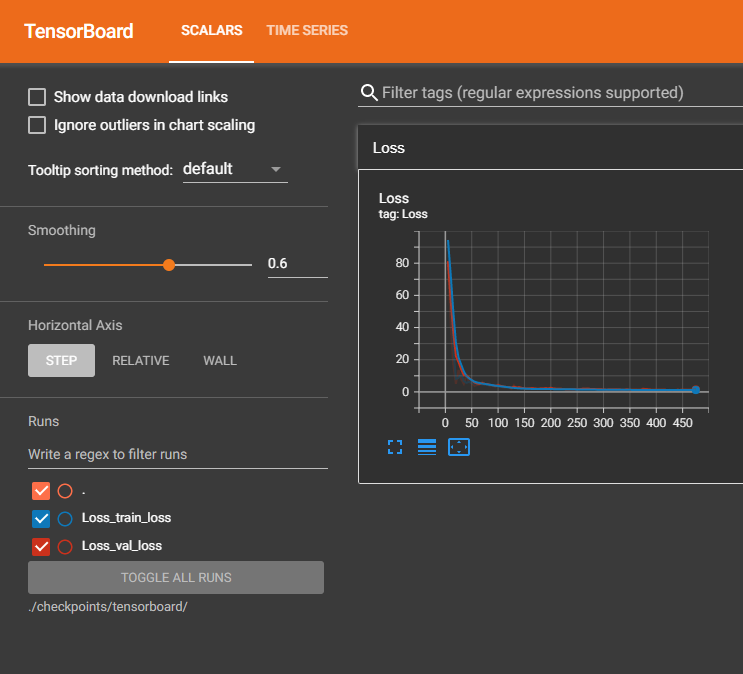 TensorBoard SCALARS TIME SERIES
Show data download links
Ignore outliers in chart scaling
Tooltip sorting method: default
Smoothing
0.6
Horizontal Axis
STEP RELATIVE WALL
Runs
Write a regex to filter runs
.
Loss_train_loss
Loss_val_loss
TOGGLE ALL RUNS
./checkpoints/tensorboard/
Filter tags (regular expressions supported)
Loss
Loss
tag: Loss
80
60
40
20
0
0 50 100 150 200 250 300 350 400 450